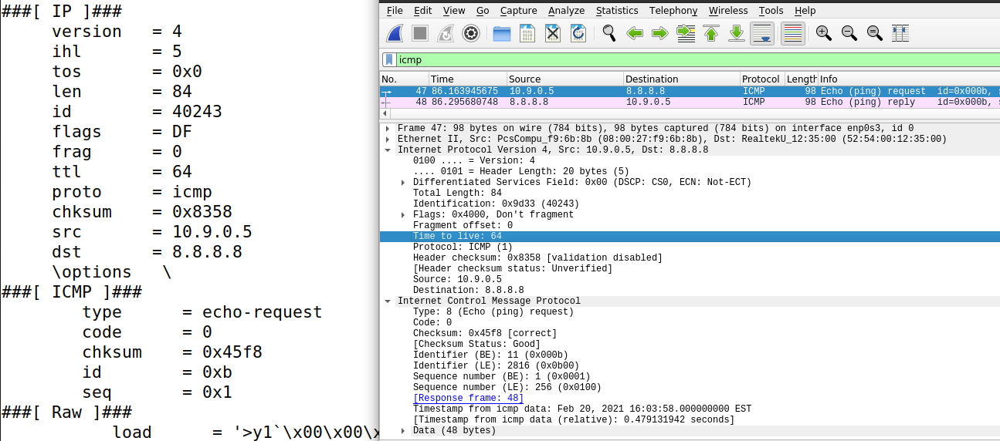 ###[ IP ]###
version = 4
ihl = 5
tos = 0x0
len = 84
id = 40243
flags = DF
frag = 0
ttl = 64
proto = icmp
chksum = 0x8358
src = 10.9.0.5
dst = 8.8.8.8
\options \
###[ ICMP ]###
type = echo-request
code = 0
chksum = 0x45f8
id = 0xb
seq = 0x1
###[ Raw ]###
load = '>y1`\x00\x00\x
File Edit View Go Capture Analyze Statistics Telephony Wireless Tools Help
icmp
No. Time Source Destination Protocol Length Info
47 86.163945675 10.9.0.5 8.8.8.8 ICMP 98 Echo (ping) request id=0x000b,
48 86.295680748 8.8.8.8 10.9.0.5 ICMP 98 Echo (ping) reply id=0x000b,
Frame 47: 98 bytes on wire (784 bits), 98 bytes captured (784 bits) on interface enp0s3, id 0
Ethernet II, Src: PcsCompu_f9:6b:8b (08:00:27:f9:6b:8b), Dst: RealtekU_12:35:00 (52:54:00:12:35:00)
Internet Protocol Version 4, Src: 10.9.0.5, Dst: 8.8.8.8
0100 .... = Version: 4
.... 0101 = Header Length: 20 bytes (5)
Differentiated Services Field: 0x00 (DSCP: CS0, ECN: Not-ECT)
Total Length: 84
Identification: 0x9d33 (40243)
Flags: 0x4000, Don't fragment
Fragment offset: 0
Time to live: 64
Protocol: ICMP (1)
Header checksum: 0x8358 [validation disabled]
[Header checksum status: Unverified]
Source: 10.9.0.5
Destination: 8.8.8.8
Internet Control Message Protocol
Type: 8 (Echo (ping) request)
Code: 0
Checksum: 0x45f8 [correct]
[Checksum Status: Good]
Identifier (BE): 11 (0x000b)
Identifier (LE): 2816 (0x0b00)
Sequence number (BE): 1 (0x0001)
Sequence number (LE): 256 (0x0100)
[Response frame: 48]
Timestamp from icmp data: Feb 20, 2021 16:03:58.000000000 EST
[Timestamp from icmp data (relative): 0.479131942 seconds]
Data (48 bytes)